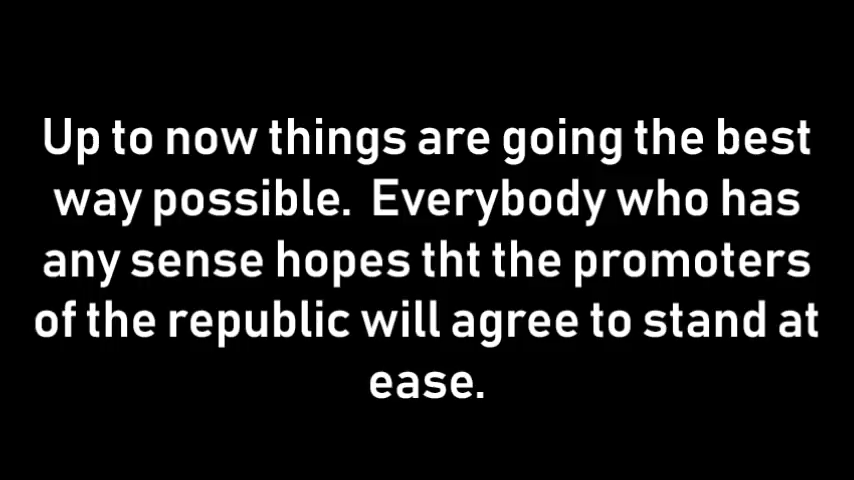 Up to now things are going the best
way possible.  Everybody who has
any sense hopes tht the promoters
of the republic will agree to stand at
ease.